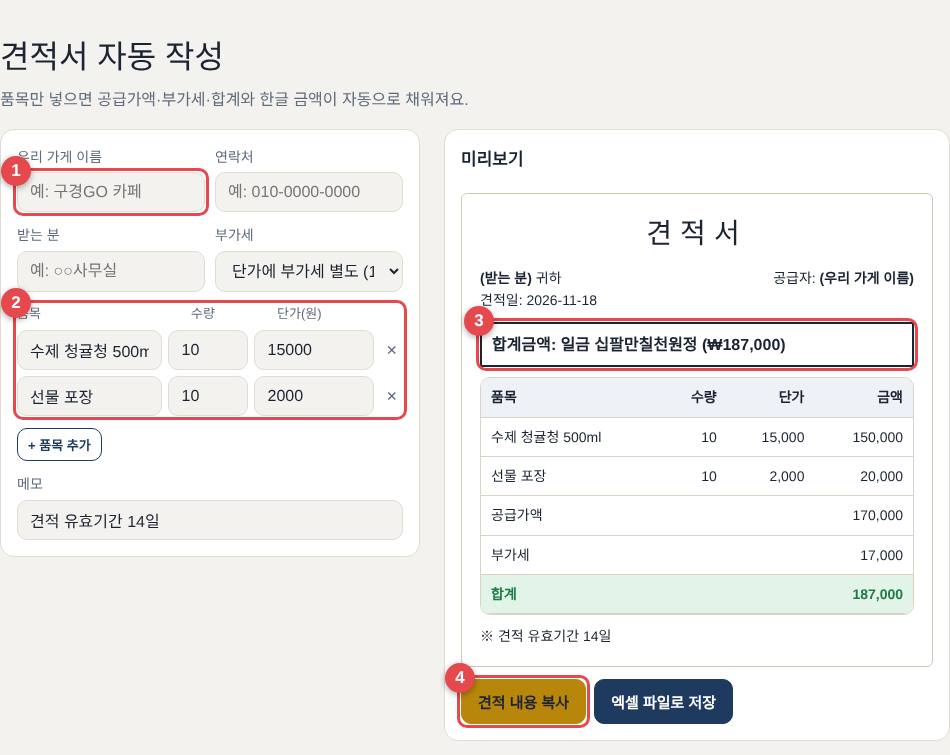 견적서 자동 작성
품목만 넣으면 공급가액·부가세·합계와 한글 금액이 자동으로 채워져요.
우리 가게 이름 연락처
1
예: 구경GO 카페 예: 010-0000-0000
받는 분 부가세
예: ○○사무실 단가에 부가세 별도 (1
2
품목 수량 단가(원)
수제 청귤청 500m 10 15000 ×
선물 포장 10 2000 ×
+ 품목 추가
메모
견적 유효기간 14일
미리보기
견 적 서
(받는 분) 귀하 공급자: (우리 가게 이름)
견적일: 2026-11-18
3
합계금액: 일금 십팔만칠천원정 (₩187,000)
품목 수량 단가 금액
수제 청귤청 500ml 10 15,000 150,000
선물 포장 10 2,000 20,000
공급가액 170,000
부가세 17,000
합계 187,000
※ 견적 유효기간 14일
4
견적 내용 복사 엑셀 파일로 저장